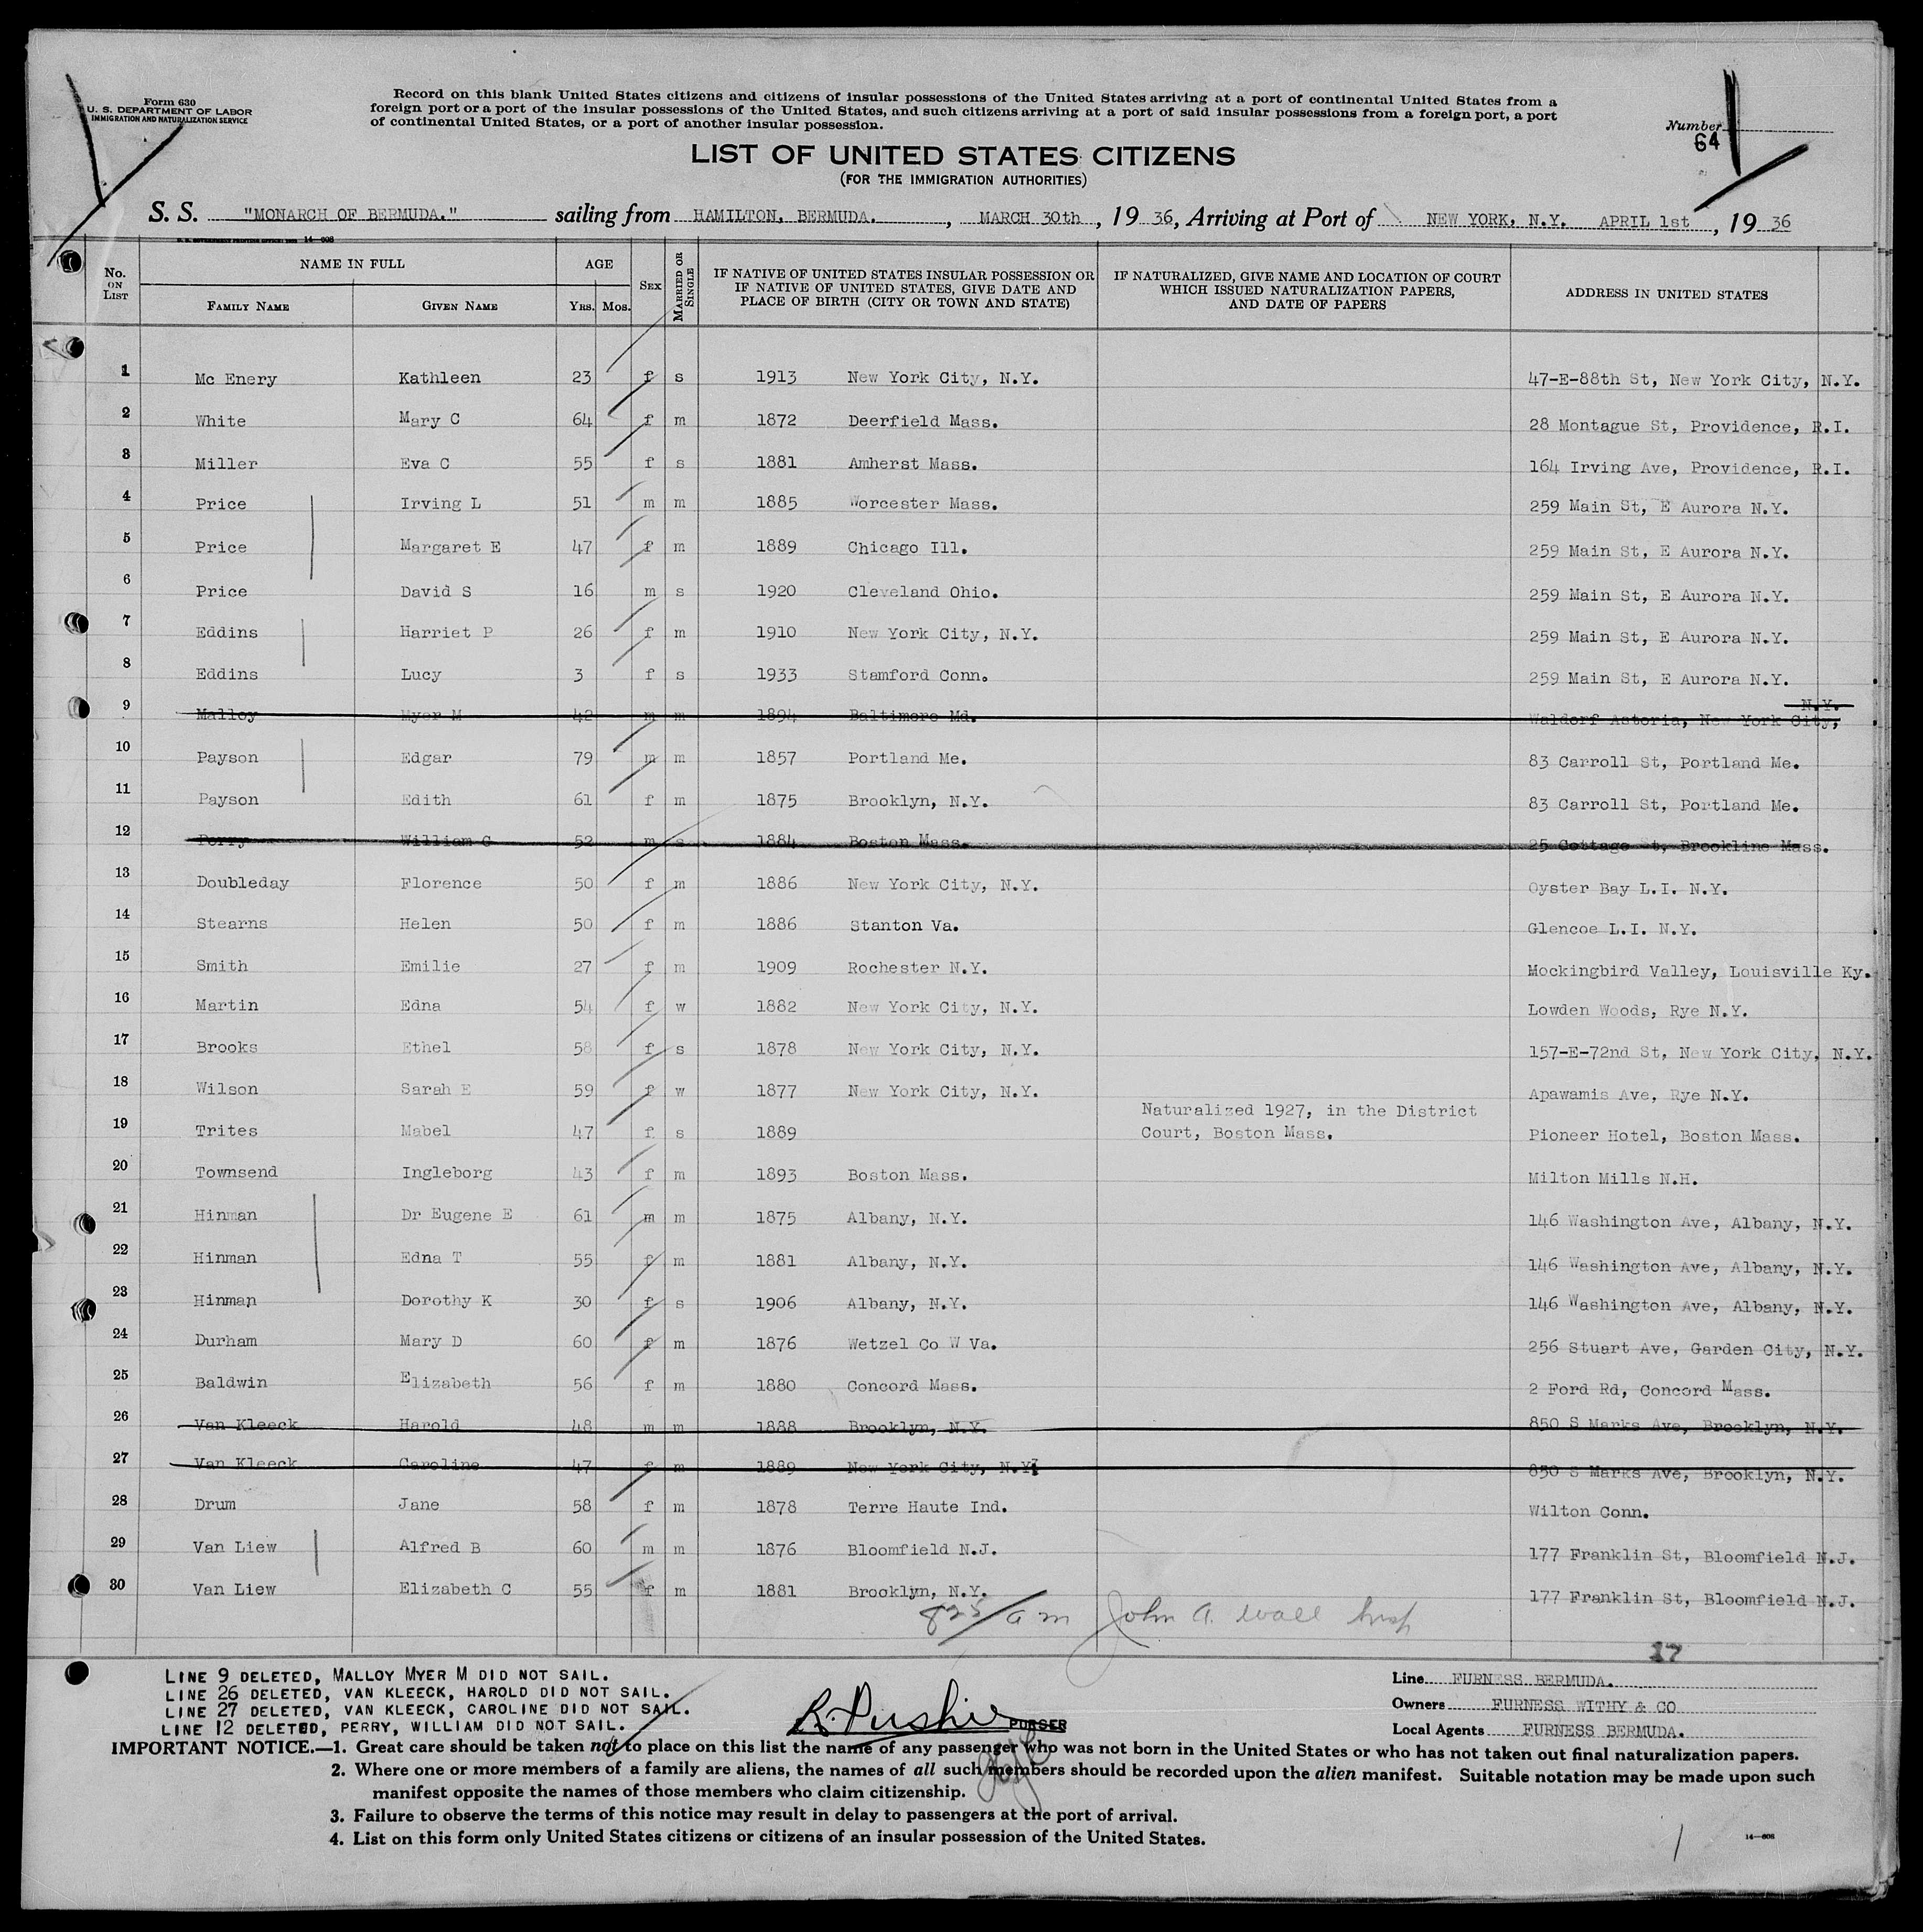 Form 630
U. S. DEPARTMENT OF LABOR
IMMIGRATION AND NATURALIZATION SERVICE
Record on this blank United States citizens and citizens of insular possessions of the United States arriving at a port of continental United States from a
foreign port or a port of the insular possessions of the United States, and such citizens arriving at a port of said insular possessions from a foreign port, a port
of continental United States, or a port of another insular possession.
Number
64
LIST OF UNITED STATES CITIZENS
(FOR THE IMMIGRATION AUTHORITIES)
S. S. "MONARCH OF BERMUDA." sailing from HAMILTON, BERMUDA. , MARCH 30th , 19 36, Arriving at Port of NEW YORK, N.Y. APRIL 1st , 19 36
14—608
No. ON LIST NAME IN FULL AGE SEX MARRIED OR SINGLE IF NATIVE OF UNITED STATES INSULAR POSSESSION OR IF NATIVE OF UNITED STATES, GIVE DATE AND PLACE OF BIRTH (CITY OR TOWN AND STATE) IF NATURALIZED, GIVE NAME AND LOCATION OF COURT WHICH ISSUED NATURALIZATION PAPERS, AND DATE OF PAPERS ADDRESS IN UNITED STATES
FAMILY NAME GIVEN NAME YRS. MOS.
1 Mc Enery Kathleen 23 f s 1913 New York City, N.Y. 47-E-88th St, New York City, N.Y.
2 White Mary C 64 f m 1872 Deerfield Mass. 28 Montague St, Providence, R.I.
3 Miller Eva C 55 f s 1881 Amherst Mass. 164 Irving Ave, Providence, R.I.
4 Price Irving L 51 m m 1885 Worcester Mass. 259 Main St, E Aurora N.Y.
5 Price Margaret E 47 f m 1889 Chicago Ill. 259 Main St, E Aurora N.Y.
6 Price David S 16 m s 1920 Cleveland Ohio. 259 Main St, E Aurora N.Y.
7 Eddins Harriet P 26 f m 1910 New York City, N.Y. 259 Main St, E Aurora N.Y.
8 Eddins Lucy 3 f s 1933 Stamford Conn. 259 Main St, E Aurora N.Y.
9 Malloy Myer M 42 m m 1894 Baltimore Md. Waldorf Astoria, New York City, N.Y.
10 Payson Edgar 79 m m 1857 Portland Me. 83 Carroll St, Portland Me.
11 Payson Edith 61 f m 1875 Brooklyn, N.Y. 83 Carroll St, Portland Me.
12 Perry William G 52 m s 1884 Boston Mass. 25 Cottage St, Brookline Mass.
13 Doubleday Florence 50 f m 1886 New York City, N.Y. Oyster Bay L.I. N.Y.
14 Stearns Helen 50 f m 1886 Stanton Va. Glencoe L.I. N.Y.
15 Smith Emilie 27 f m 1909 Rochester N.Y. Mockingbird Valley, Louisville Ky.
16 Martin Edna 54 f w 1882 New York City, N.Y. Lowden Woods, Rye N.Y.
17 Brooks Ethel 58 f s 1878 New York City, N.Y. 157-E-72nd St, New York City, N.Y.
18 Wilson Sarah E 59 f w 1877 New York City, N.Y. Apawamis Ave, Rye N.Y.
19 Trites Mabel 47 f s 1889 Naturalized 1927, in the District Court, Boston Mass. Pioneer Hotel, Boston Mass.
20 Townsend Ingleborg 43 f m 1893 Boston Mass. Milton Mills N.H.
21 Hinman Dr Eugene E 61 m m 1875 Albany, N.Y. 146 Washington Ave, Albany, N.Y.
22 Hinman Edna T 55 f m 1881 Albany, N.Y. 146 Washington Ave, Albany, N.Y.
23 Hinman Dorothy K 30 f s 1906 Albany, N.Y. 146 Washington Ave, Albany, N.Y.
24 Durham Mary D 60 f m 1876 Wetzel Co W Va. 256 Stuart Ave, Garden City, N.Y.
25 Baldwin Elizabeth 56 f m 1880 Concord Mass. 2 Ford Rd, Concord Mass.
26 Van Kleeck Harold 48 m m 1888 Brooklyn, N.Y. 850 S Marks Ave, Brooklyn, N.Y.
27 Van Kleeck Caroline 47 f m 1889 New York City, N.Y. 850 S Marks Ave, Brooklyn, N.Y.
28 Drum Jane 58 f m 1878 Terre Haute Ind. Wilton Conn.
29 Van Liew Alfred B 60 m m 1876 Bloomfield N.J. 177 Franklin St, Bloomfield N.J.
30 Van Liew Elizabeth C 55 f m 1881 Brooklyn, N.Y. 177 Franklin St, Bloomfield N.J.
825 am John A. Wall Insp
17
LINE 9 DELETED, MALLOY MYER M DID NOT SAIL.
LINE 26 DELETED, VAN KLEECK, HAROLD DID NOT SAIL.
LINE 27 DELETED, VAN KLEECK, CAROLINE DID NOT SAIL.
LINE 12 DELETED, PERRY, WILLIAM DID NOT SAIL.
PURSER
Line FURNESS BERMUDA.
Owners FURNESS WITHY & CO
Local Agents FURNESS BERMUDA.
IMPORTANT NOTICE.—1. Great care should be taken not to place on this list the name of any passenger who was not born in the United States or who has not taken out final naturalization papers.
2. Where one or more members of a family are aliens, the names of all such members should be recorded upon the alien manifest. Suitable notation may be made upon such
manifest opposite the names of those members who claim citizenship.
3. Failure to observe the terms of this notice may result in delay to passengers at the port of arrival.
4. List on this form only United States citizens or citizens of an insular possession of the United States.
14—608